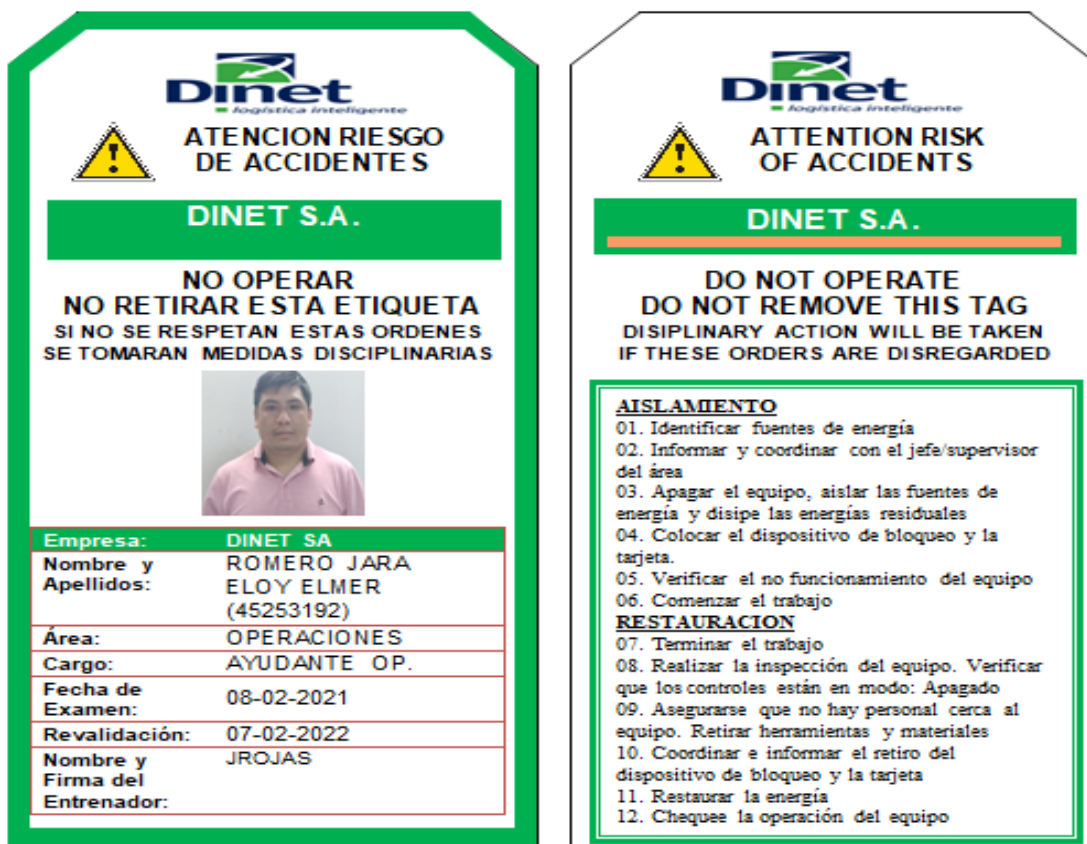 Dinet
logística inteligente
ATENCION RIESGO
DE ACCIDENTES
DINET S.A.
NO OPERAR
NO RETIRAR ESTA ETIQUETA
SI NO SE RESPETAN ESTAS ORDENES
SE TOMARAN MEDIDAS DISCIPLINARIAS
Empresa: DINET SA
Nombre y Apellidos: ROMERO JARA
ELOY ELMER
(45253192)
Área: OPERACIONES
Cargo: AYUDANTE OP.
Fecha de
Examen: 08-02-2021
Revalidación: 07-02-2022
Nombre y JROJAS
Firma del
Entrenador:
Dinet
logística inteligente
ATTENTION RISK
OF ACCIDENTS
DINET S.A.
DO NOT OPERATE
DO NOT REMOVE THIS TAG
DISIPLINARY ACTION WILL BE TAKEN
IF THESE ORDERS ARE DISREGARDED
AISLAMIENTO
01. Identificar fuentes de energía
02. Informar y coordinar con el jefe/supervisor
del área
03. Apagar el equipo, aislar las fuentes de
energía y disipe las energías residuales
04. Colocar el dispositivo de bloqueo y la
tarjeta.
05. Verificar el no funcionamiento del equipo
06. Comenzar el trabajo
RESTAURACION
07. Terminar el trabajo
08. Realizar la inspección del equipo. Verificar
que los controles están en modo: Apagado
09. Asegurarse que no hay personal cerca al
equipo. Retirar herramientas y materiales
10. Coordinar e informar el retiro del
dispositivo de bloqueo y la tarjeta
11. Restaurar la energía
12. Chequee la operación del equipo